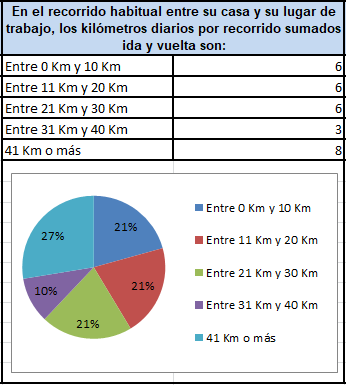 En el recorrido habitual entre su casa y su lugar de
trabajo, los kilómetros diarios por recorrido sumados
ida y vuelta son:
Entre 0 Km y 10 Km 6
Entre 11 Km y 20 Km 6
Entre 21 Km y 30 Km 6
Entre 31 Km y 40 Km 3
41 Km o más 8
27%
21%
10%
21%
21%
Entre 0 Km y 10 Km
Entre 11 Km y 20 Km
Entre 21 Km y 30 Km
Entre 31 Km y 40 Km
41 Km o más